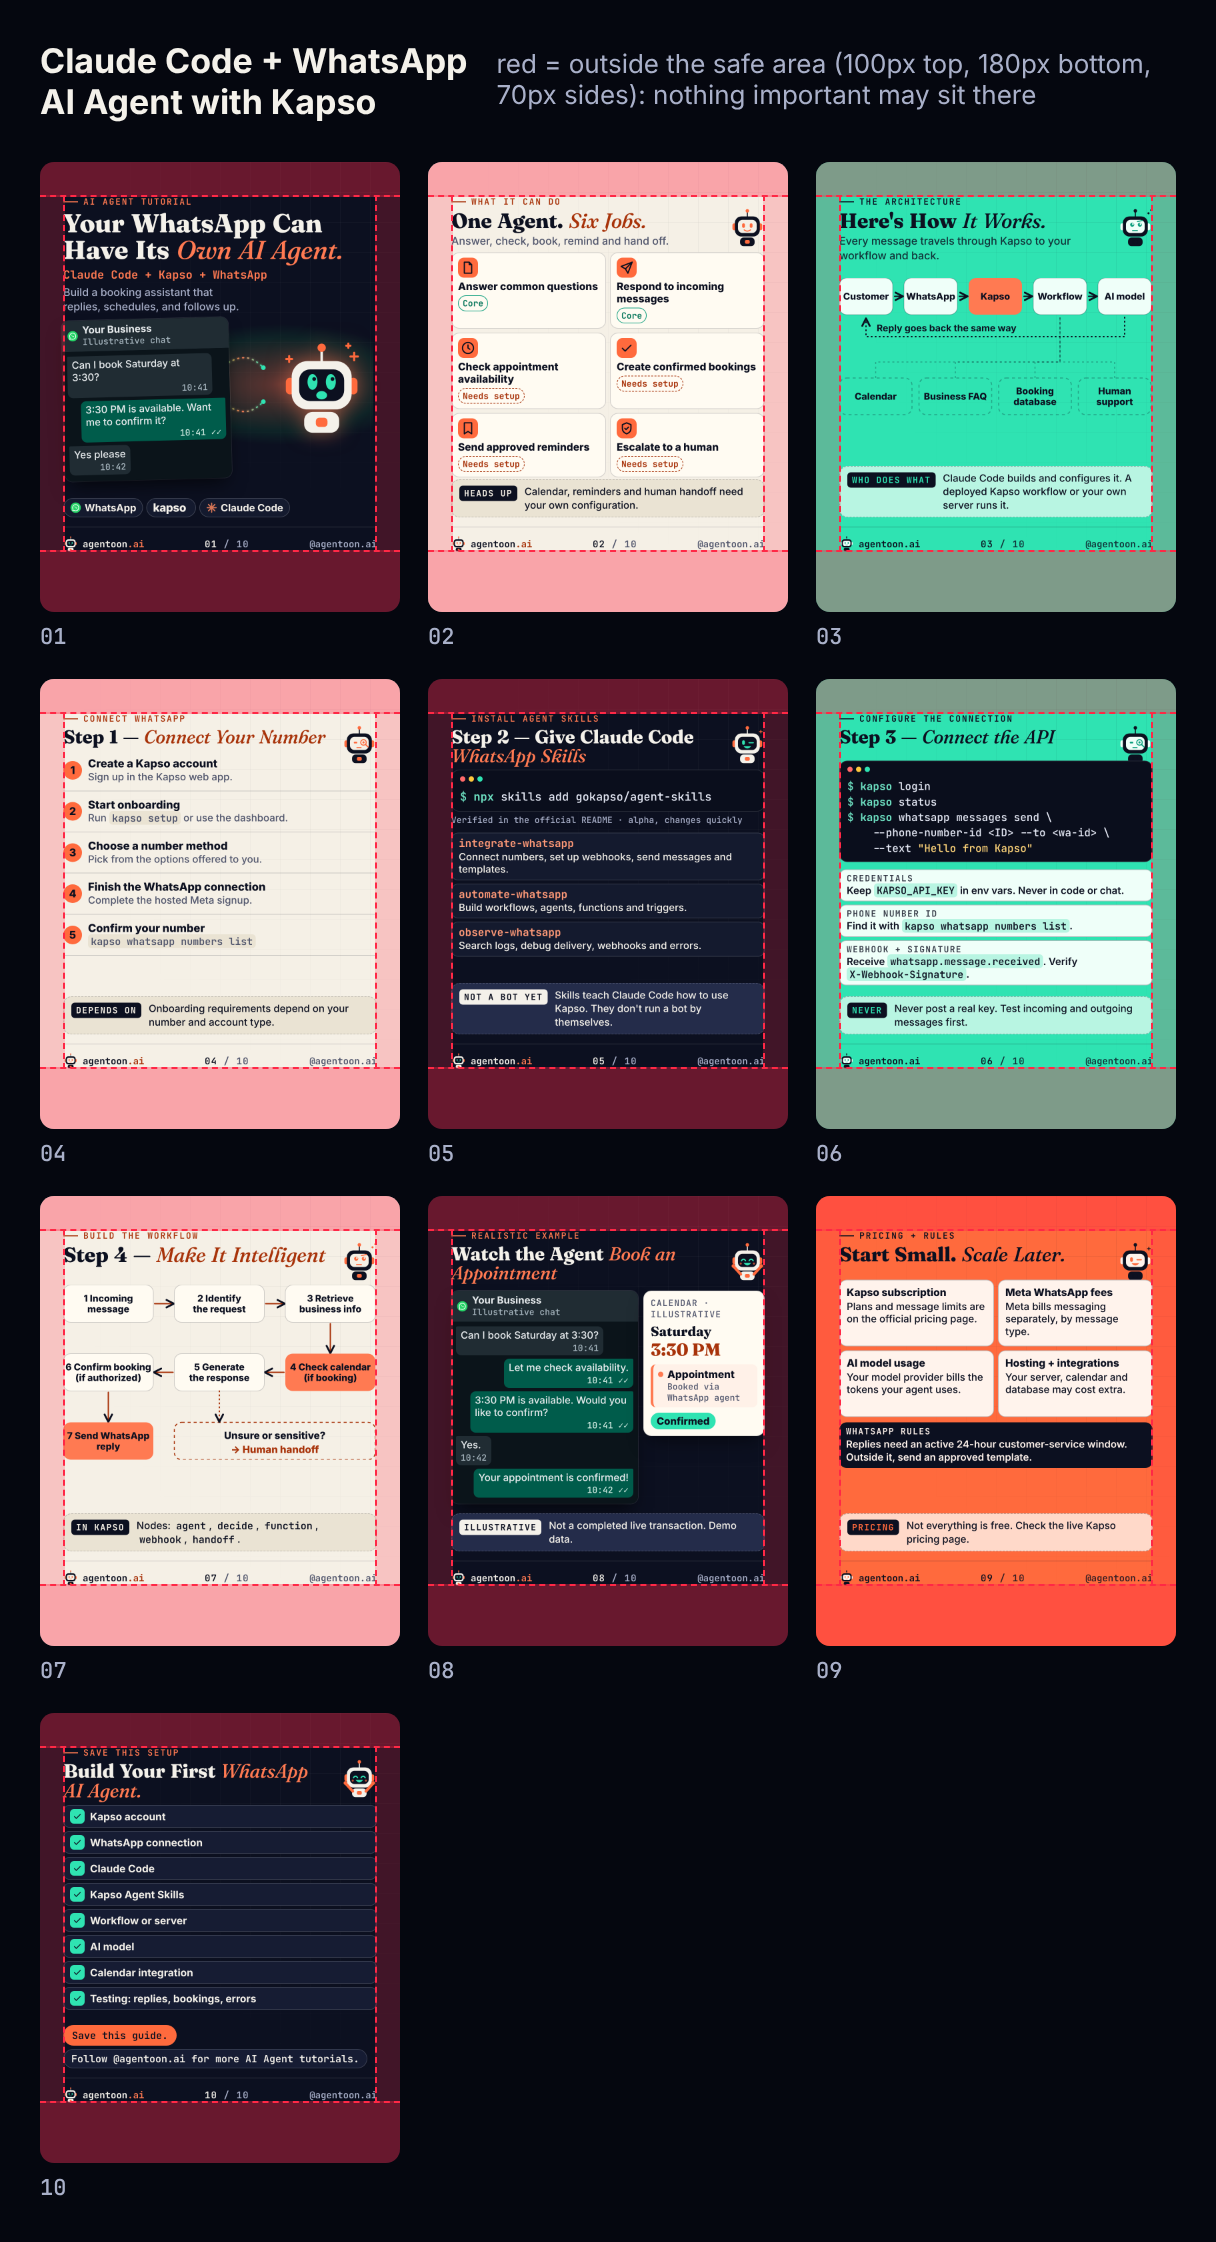 Claude Code + WhatsApp
AI Agent with Kapso
red = outside the safe area (100px top, 180px bottom,
70px sides): nothing important may sit there
AI AGENT TUTORIAL
Your WhatsApp Can
Have Its Own AI Agent.
Claude Code + Kapso + WhatsApp
Build a booking assistant that
replies, schedules, and follows up.
Your Business
Illustrative chat
Can I book Saturday at
3:30?
10:41
3:30 PM is available. Want
me to confirm it?
10:41 ✓✓
Yes please
10:42
WhatsApp
kapso
Claude Code
agentoon.ai
01 / 10
@agentoon.ai
01
WHAT IT CAN DO
One Agent. Six Jobs.
Answer, check, book, remind and hand off.
Answer common questions
Core
Respond to incoming
messages
Core
Check appointment
availability
Needs setup
Create confirmed bookings
Needs setup
Send approved reminders
Needs setup
Escalate to a human
Needs setup
HEADS UP
Calendar, reminders and human handoff need
your own configuration.
agentoon.ai
02 / 10
@agentoon.ai
02
THE ARCHITECTURE
Here's How It Works.
Every message travels through Kapso to your
workflow and back.
Customer
WhatsApp
Kapso
Workflow
AI model
Reply goes back the same way
Calendar
Business FAQ
Booking
database
Human
support
WHO DOES WHAT
Claude Code builds and configures it. A
deployed Kapso workflow or your own
server runs it.
agentoon.ai
03 / 10
@agentoon.ai
03
CONNECT WHATSAPP
Step 1 — Connect Your Number
1
Create a Kapso account
Sign up in the Kapso web app.
2
Start onboarding
Run kapso setup or use the dashboard.
3
Choose a number method
Pick from the options offered to you.
4
Finish the WhatsApp connection
Complete the hosted Meta signup.
5
Confirm your number
kapso whatsapp numbers list
DEPENDS ON
Onboarding requirements depend on your
number and account type.
agentoon.ai
04 / 10
@agentoon.ai
04
INSTALL AGENT SKILLS
Step 2 — Give Claude Code
WhatsApp Skills
$ npx skills add gokapso/agent-skills
Verified in the official README · alpha, changes quickly
integrate-whatsapp
Connect numbers, set up webhooks, send messages and
templates.
automate-whatsapp
Build workflows, agents, functions and triggers.
observe-whatsapp
Search logs, debug delivery, webhooks and errors.
NOT A BOT YET
Skills teach Claude Code how to use
Kapso. They don't run a bot by
themselves.
agentoon.ai
05 / 10
@agentoon.ai
05
CONFIGURE THE CONNECTION
Step 3 — Connect the API
$ kapso login
$ kapso status
$ kapso whatsapp messages send \
--phone-number-id <ID> --to <wa-id> \
--text "Hello from Kapso"
CREDENTIALS
Keep KAPSO_API_KEY in env vars. Never in code or chat.
PHONE NUMBER ID
Find it with kapso whatsapp numbers list.
WEBHOOK + SIGNATURE
Receive whatsapp.message.received. Verify
X-Webhook-Signature.
NEVER
Never post a real key. Test incoming and outgoing
messages first.
agentoon.ai
06 / 10
@agentoon.ai
06
BUILD THE WORKFLOW
Step 4 — Make It Intelligent
1 Incoming
message
2 Identify
the request
3 Retrieve
business info
6 Confirm booking
(if authorized)
5 Generate
the response
4 Check calendar
(if booking)
7 Send WhatsApp
reply
Unsure or sensitive?
→ Human handoff
IN KAPSO
Nodes: agent, decide, function,
webhook, handoff.
agentoon.ai
07 / 10
@agentoon.ai
07
REALISTIC EXAMPLE
Watch the Agent Book an
Appointment
Your Business
Illustrative chat
Can I book Saturday at 3:30?
10:41
Let me check availability.
3:30 PM is available. Would you
like to confirm?
10:41 ✓✓
Yes.
10:42
Your appointment is confirmed!
10:42 ✓✓
CALENDAR ·
ILLUSTRATIVE
Saturday
3:30 PM
Appointment
Booked via
WhatsApp agent
Confirmed
ILLUSTRATIVE
Not a completed live transaction. Demo
data.
agentoon.ai
08 / 10
@agentoon.ai
08
PRICING + RULES
Start Small. Scale Later.
Kapso subscription
Plans and message limits are
on the official pricing page.
Meta WhatsApp fees
Meta bills messaging
separately, by message
type.
AI model usage
Your model provider bills the
tokens your agent uses.
Hosting + integrations
Your server, calendar and
database may cost extra.
WHATSAPP RULES
Replies need an active 24-hour customer-service window.
Outside it, send an approved template.
PRICING
Not everything is free. Check the live Kapso
pricing page.
agentoon.ai
09 / 10
@agentoon.ai
09
SAVE THIS SETUP
Build Your First WhatsApp
AI Agent.
Kapso account
WhatsApp connection
Claude Code
Kapso Agent Skills
Workflow or server
AI model
Calendar integration
Testing: replies, bookings, errors
Save this guide.
Follow @agentoon.ai for more AI Agent tutorials.
agentoon.ai
10 / 10
@agentoon.ai
10